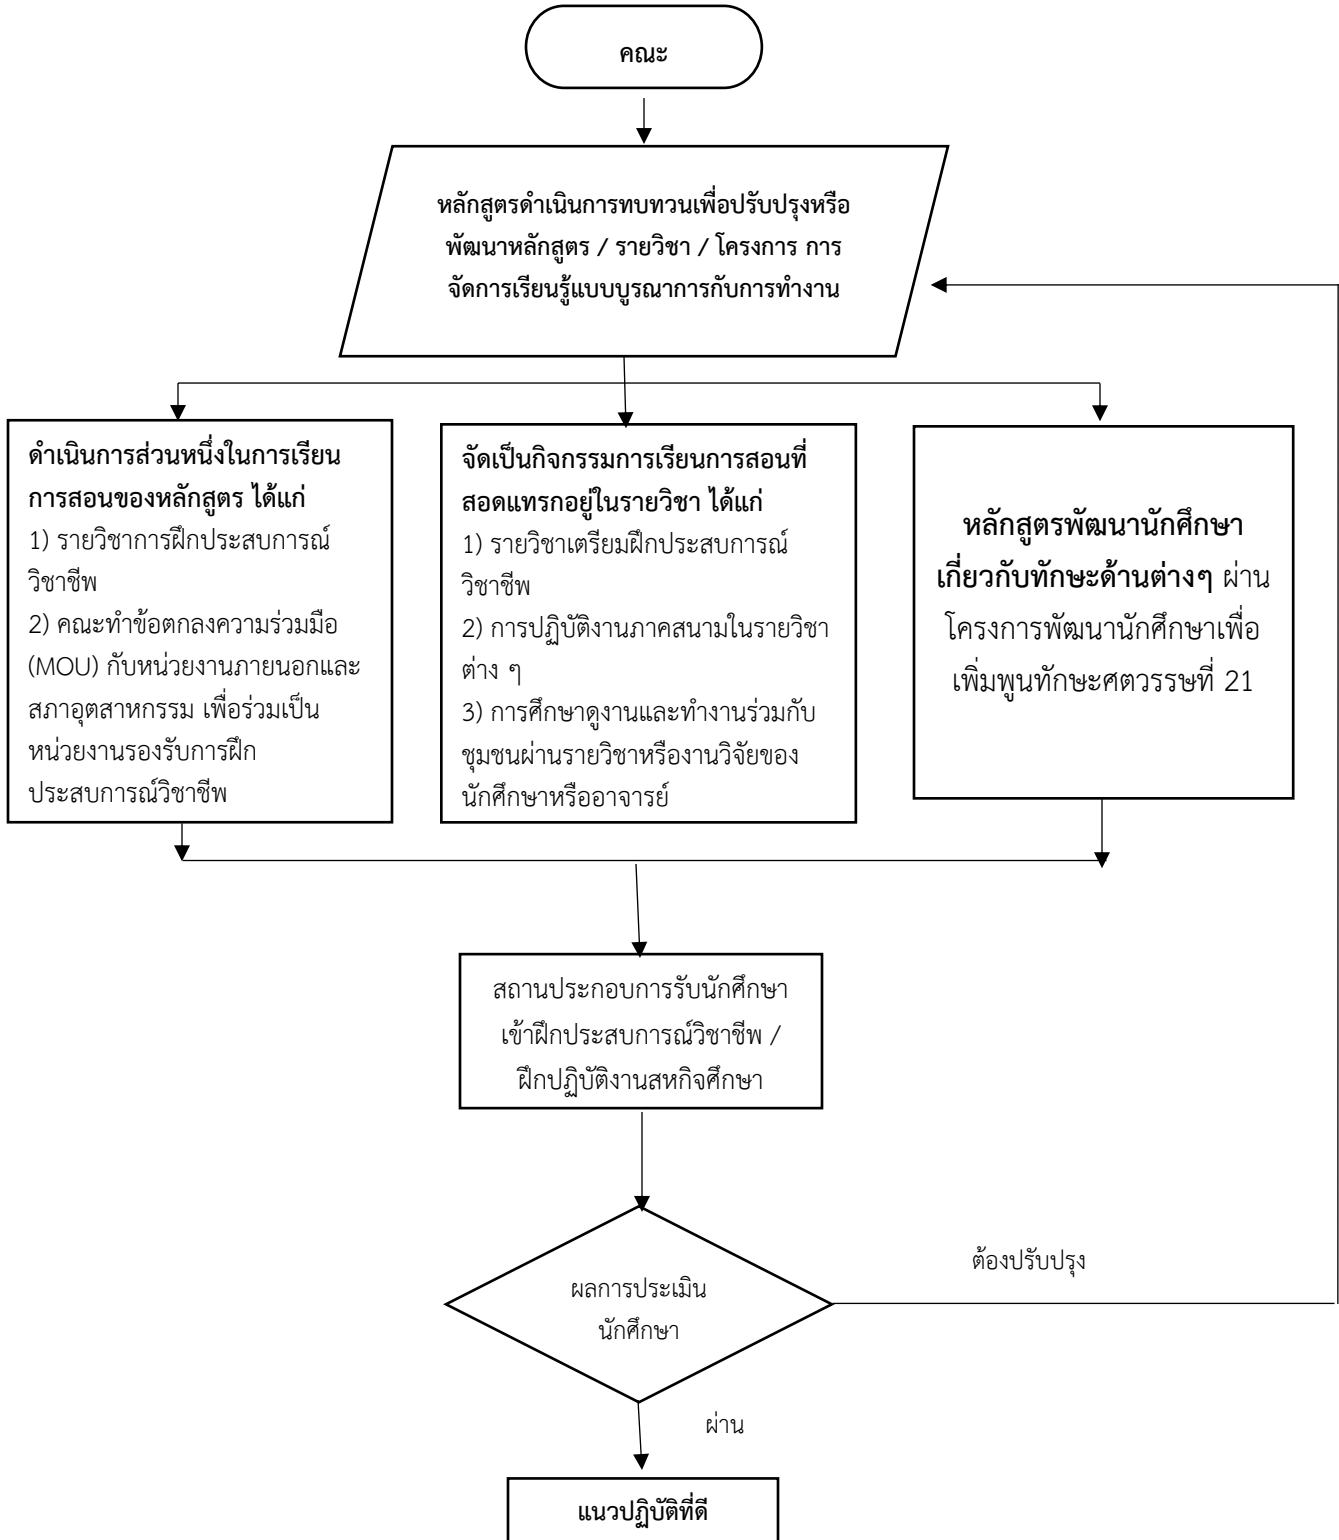 คณะ
หลักสูตรดำเนินการทบทวนเพื่อปรับปรุงหรือ
พัฒนาหลักสูตร / รายวิชา / โครงการ การ
จัดการเรียนรู้แบบบูรณาการกับการทำงาน
ดำเนินการส่วนหนึ่งในการเรียน
การสอนของหลักสูตร ได้แก่
1) รายวิชาการฝึกประสบการณ์
วิชาชีพ
2) คณะทำข้อตกลงความร่วมมือ
(MOU) กับหน่วยงานภายนอกและ
สภาอุตสาหกรรม เพื่อร่วมเป็น
หน่วยงานรองรับการฝึก
ประสบการณ์วิชาชีพ
จัดเป็นกิจกรรมการเรียนการสอนที่
สอดแทรกอยู่ในรายวิชา ได้แก่
1) รายวิชาเตรียมฝึกประสบการณ์
วิชาชีพ
2) การปฏิบัติงานภาคสนามในรายวิชา
ต่าง ๆ
3) การศึกษาดูงานและทำงานร่วมกับ
ชุมชนผ่านรายวิชาหรืองานวิจัยของ
นักศึกษาหรืออาจารย์
หลักสูตรพัฒนานักศึกษา
เกี่ยวกับทักษะด้านต่างๆ ผ่าน
โครงการพัฒนานักศึกษาเพื่อ
เพิ่มพูนทักษะศตวรรษที่ 21
สถานประกอบการรับนักศึกษา
เข้าฝึกประสบการณ์วิชาชีพ /
ฝึกปฏิบัติงานสหกิจศึกษา
ผลการประเมิน
นักศึกษา
ต้องปรับปรุง
ผ่าน
แนวปฏิบัติที่ดี